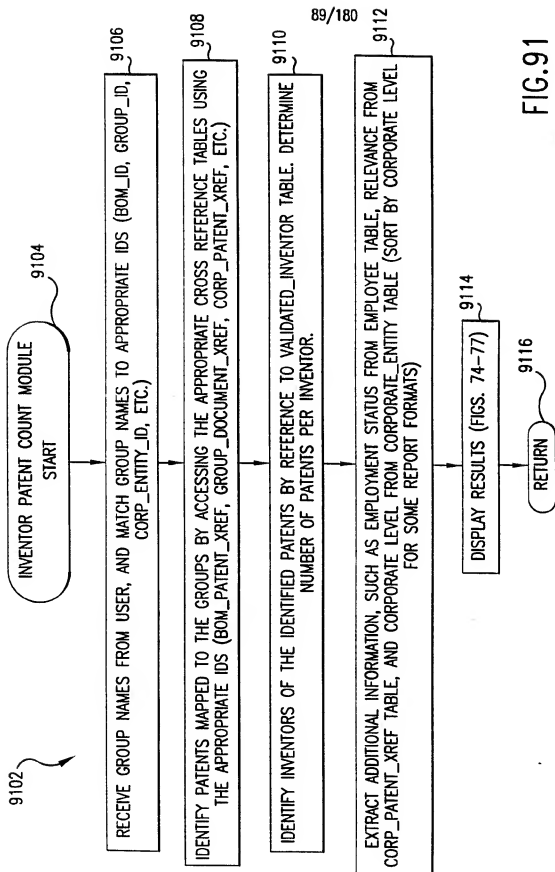 89/180
9102
9104
INVENTOR PATENT COUNT MODULE
START
9106
RECEIVE GROUP NAMES FROM USER, AND MATCH GROUP NAMES TO APPROPRIATE IDS (BOM_ID, GROUP_ID,
CORP_ENTITY_ID, ETC.)
9108
IDENTIFY PATENTS MAPPED TO THE GROUPS BY ACCESSING THE APPROPRIATE CROSS REFERENCE TABLES USING
THE APPROPRIATE IDS (BOM_PATENT_XREF, GROUP_DOCUMENT_XREF, CORP_PATENT_XREF, ETC.)
9110
IDENTIFY INVENTORS OF THE IDENTIFIED PATENTS BY REFERENCE TO VALIDATED_INVENTOR TABLE. DETERMINE
NUMBER OF PATENTS PER INVENTOR.
9112
EXTRACT ADDITIONAL INFORMATION, SUCH AS EMPLOYMENT STATUS FROM EMPLOYEE TABLE, RELEVANCE FROM
CORP_PATENT_XREF TABLE, AND CORPORATE LEVEL FROM CORPORATE_ENTITY TABLE (SORT BY CORPORATE LEVEL
FOR SOME REPORT FORMATS)
9114
DISPLAY RESULTS (FIGS. 74-77)
9116
RETURN
FIG.91